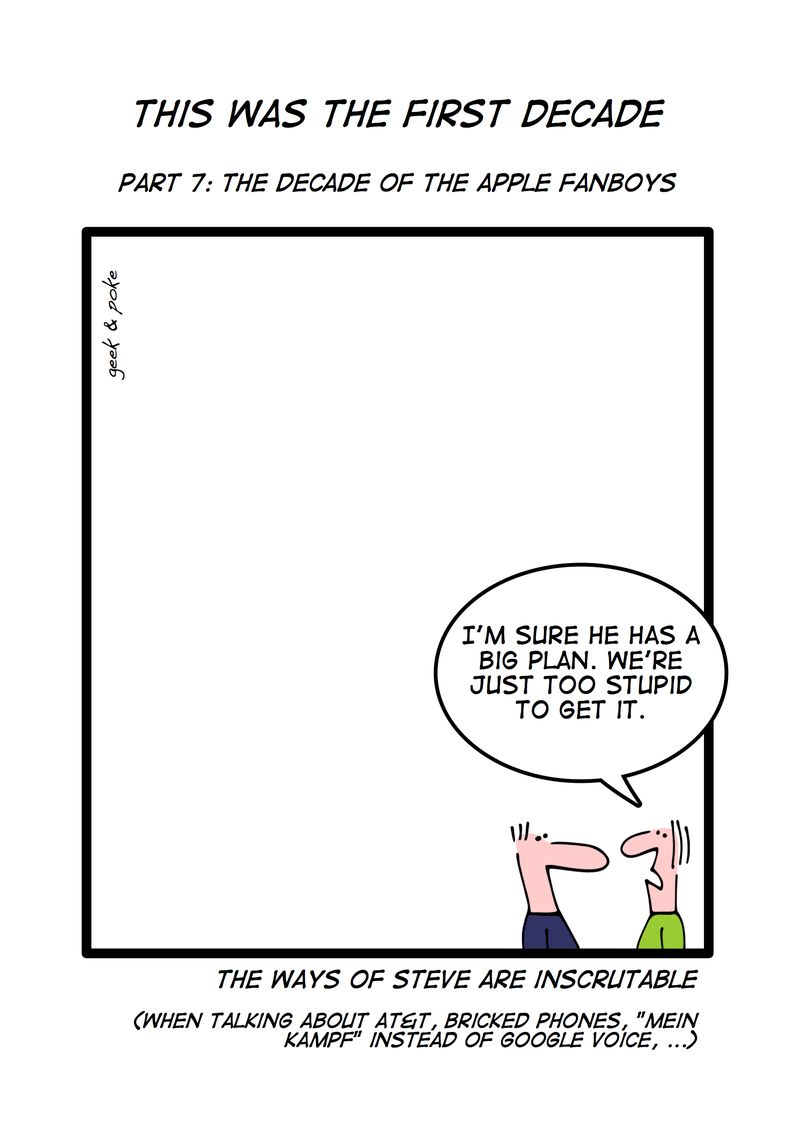 THIS WAS THE FIRST DECADE
PART 7: THE DECADE OF THE APPLE FANBOYS
geek & poke
I'M SURE HE HAS A
BIG PLAN. WE'RE
JUST TOO STUPID
TO GET IT.
THE WAYS OF STEVE ARE INSCRUTABLE
(WHEN TALKING ABOUT AT&T, BRICKED PHONES, "MEIN
KAMPF" INSTEAD OF GOOGLE VOICE, ...)